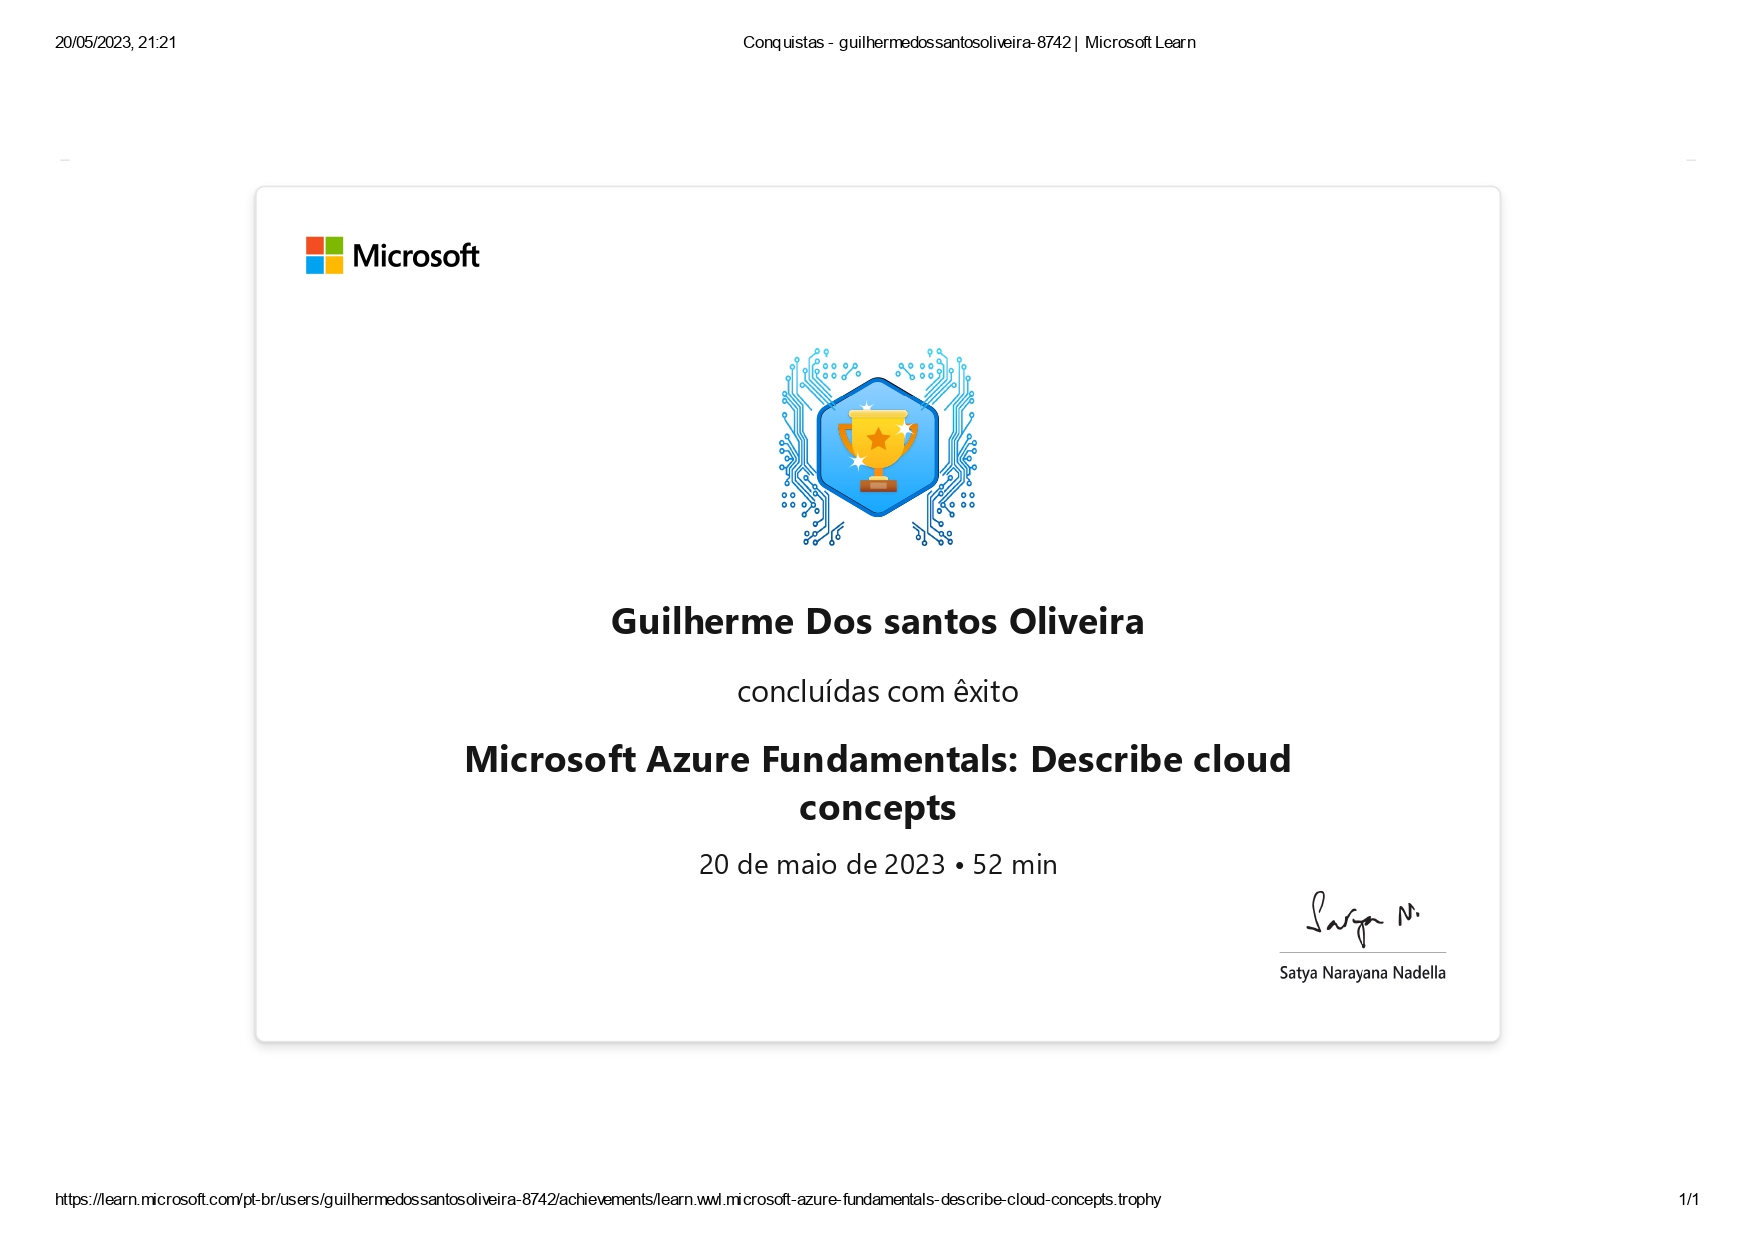 20/05/2023, 21:21
Conquistas - guilhermedossantosoliveira-8742 | Microsoft Learn
Microsoft
Guilherme Dos santos Oliveira
concluídas com êxito
Microsoft Azure Fundamentals: Describe cloud
concepts
20 de maio de 2023 • 52 min
Satya N.
Satya Narayana Nadella
https://learn.microsoft.com/pt-br/users/guilhermedossantosoliveira-8742/achievements/learn.wwl.microsoft-azure-fundamentals-describe-cloud-concepts.trophy
1/1